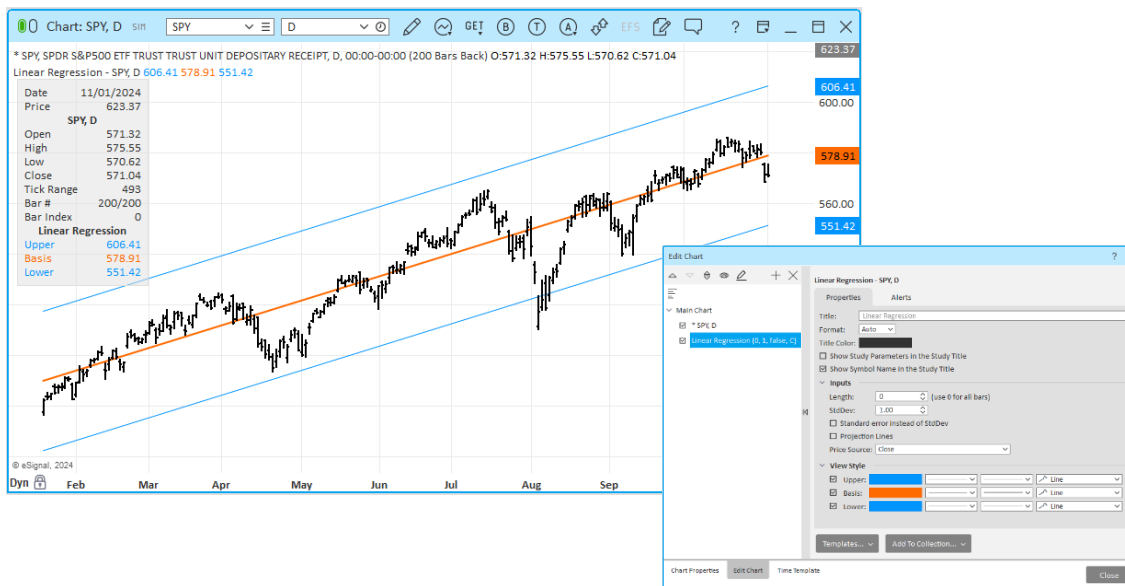 Chart: SPY, D SIM SPY D GET B T A EFS ?
* SPY, SPDR S&P500 ETF TRUST TRUST UNIT DEPOSITARY RECEIPT, D, 00:00-00:00 (200 Bars Back) O:571.32 H:575.55 L:570.62 C:571.04
Linear Regression - SPY, D 606.41 578.91 551.42
Date 11/01/2024
Price 623.37
SPY, D
Open 571.32
High 575.55
Low 570.62
Close 571.04
Tick Range 493
Bar # 200/200
Bar Index 0
Linear Regression
Upper 606.41
Basis 578.91
Lower 551.42
623.37
606.41
600.00
578.91
560.00
551.42
© eSignal, 2024
Dyn Feb Mar Apr May Jun Jul Aug Sep
Edit Chart ?
Main Chart
* SPY, D
Linear Regression (0, 1, false, C)
Linear Regression - SPY, D
Properties Alerts
Title: Linear Regression
Format: Auto
Title Color:
Show Study Parameters in the Study Title
Show Symbol Name in the Study Title
Inputs
Length: 0 (use 0 for all bars)
StdDev: 3.00
Standard error instead of StdDev
Projection Lines
Price Source: Close
View Style
Upper: Line
Basis: Line
Lower: Line
Templates... Add To Collection...
Chart Properties Edit Chart Time Template
Close